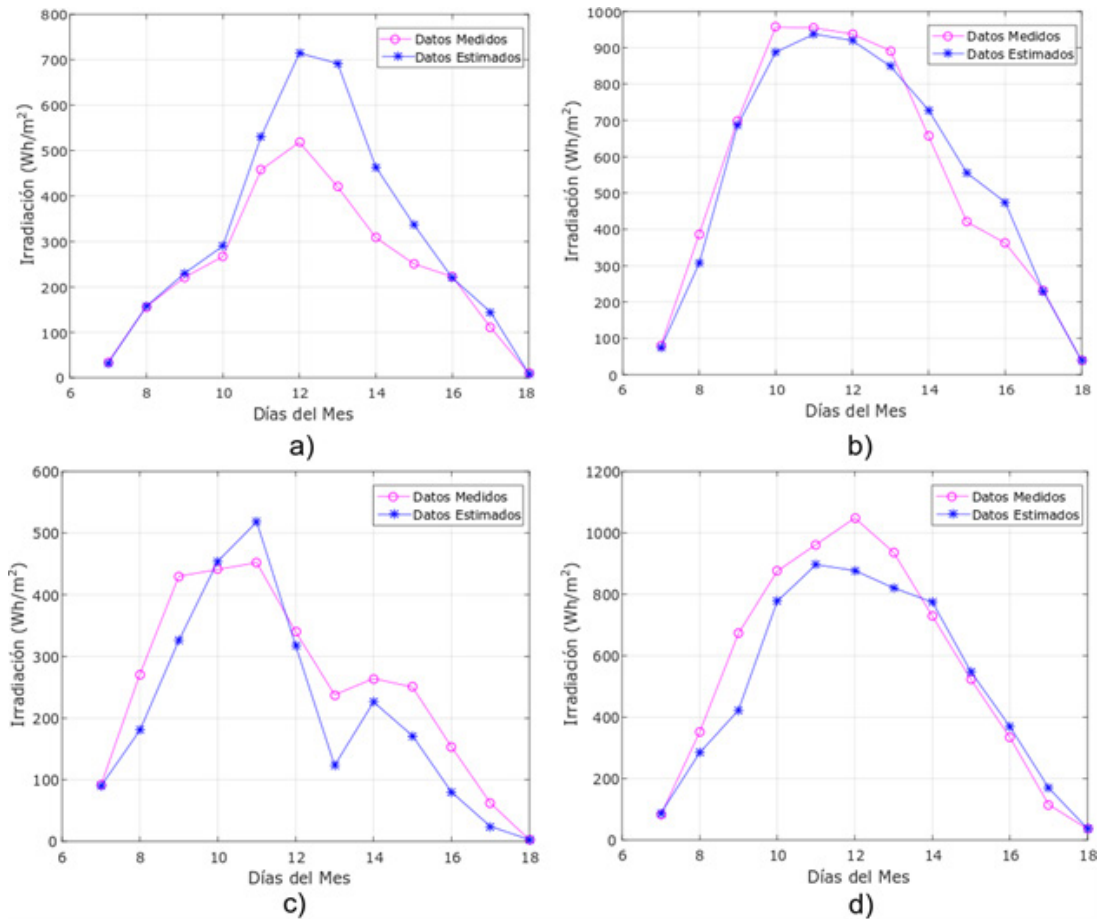 800
700
600
500
400
300
200
100
0
Irradiación (Wh/m²)
Datos Medidos
Datos Estimados
6 8 10 12 14 16 18
Días del Mes
a)
1000
900
800
700
600
500
400
300
200
100
0
Irradiación (Wh/m²)
Datos Medidos
Datos Estimados
6 8 10 12 14 16 18
Días del Mes
b)
600
500
400
300
200
100
0
Irradiación (Wh/m²)
Datos Medidos
Datos Estimados
6 8 10 12 14 16 18
Días del Mes
c)
1200
1000
800
600
400
200
0
Irradiación (Wh/m²)
Datos Medidos
Datos Estimados
6 8 10 12 14 16 18
Días del Mes
d)